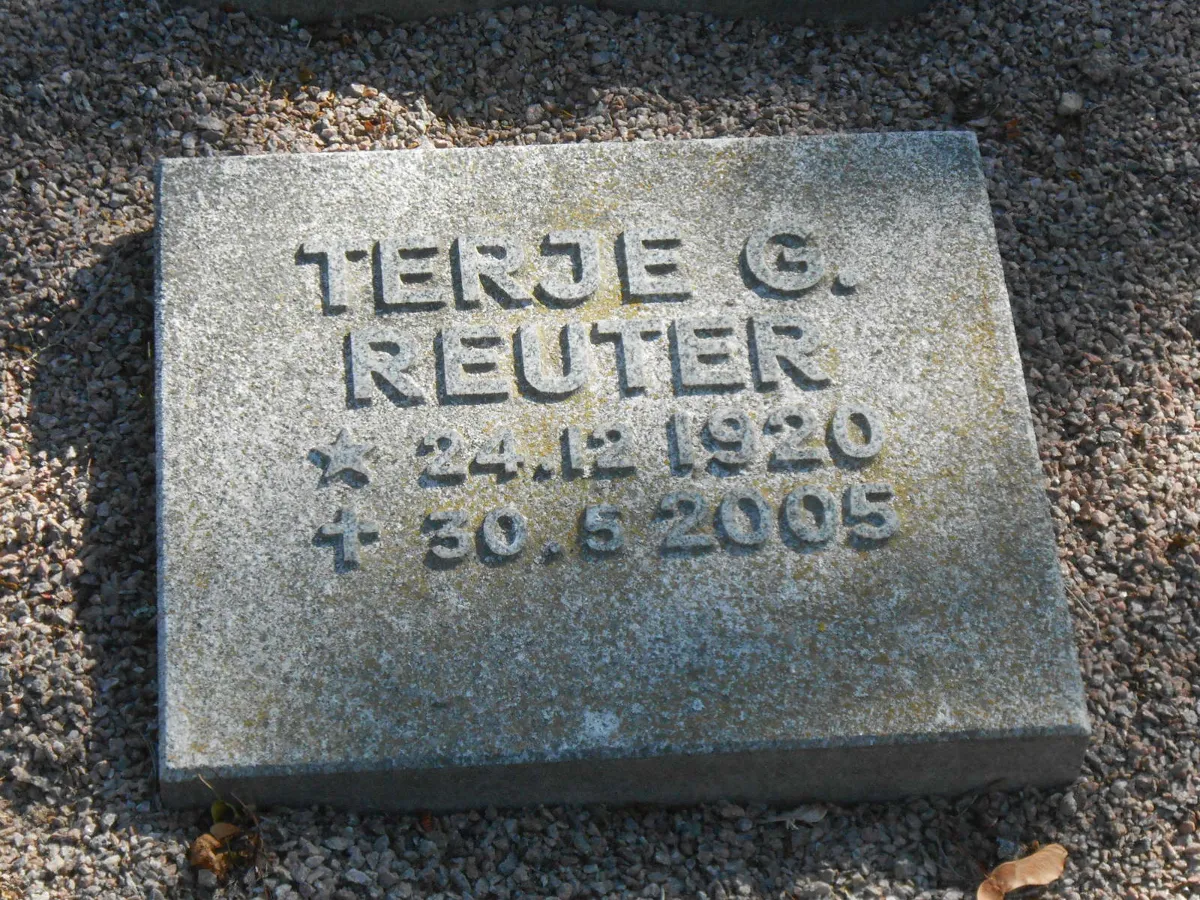 TERJE G.
REUTER
★ 24.12 1920
✝ 30.5 2005